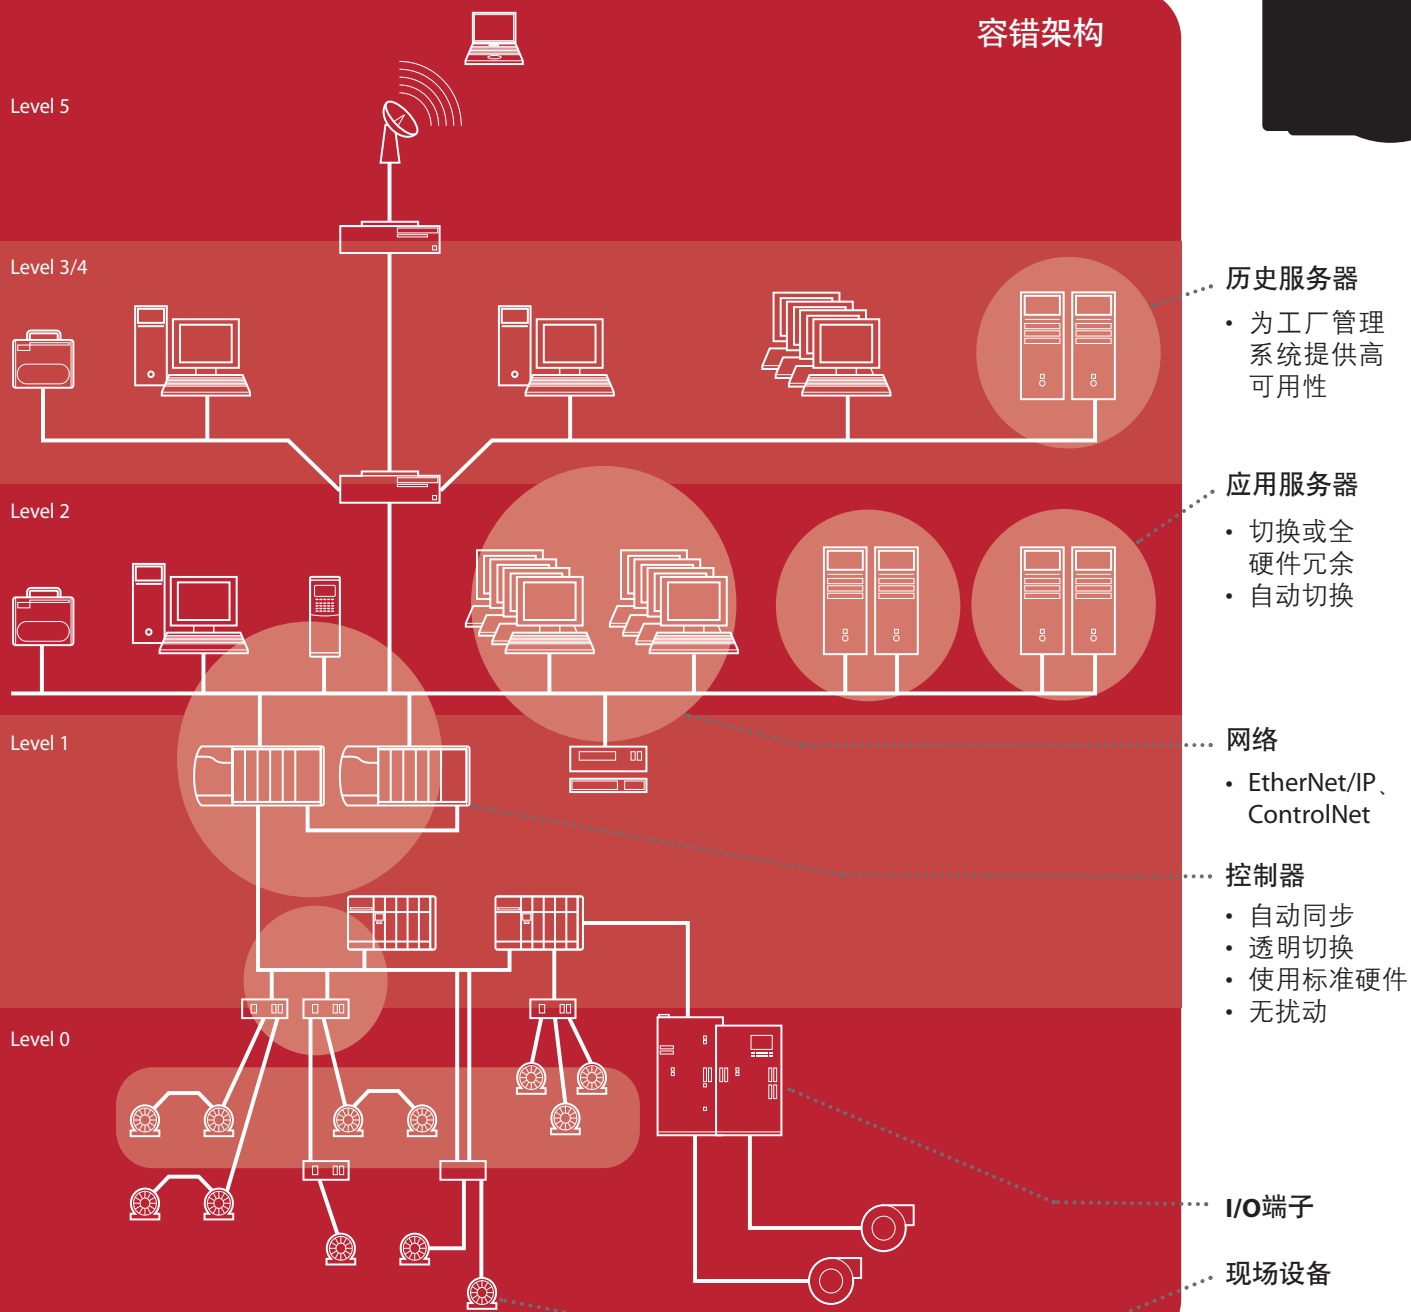 容错架构
Level 5
Level 3/4
历史服务器
• 为工厂管理
系统提供高
可用性
应用服务器
Level 2
• 切换或全
硬件冗余
• 自动切换
Level 1
网络
• EtherNet/IP、
ControlNet
控制器
• 自动同步
• 透明切换
• 使用标准硬件
• 无扰动
Level 0
I/O端子
现场设备